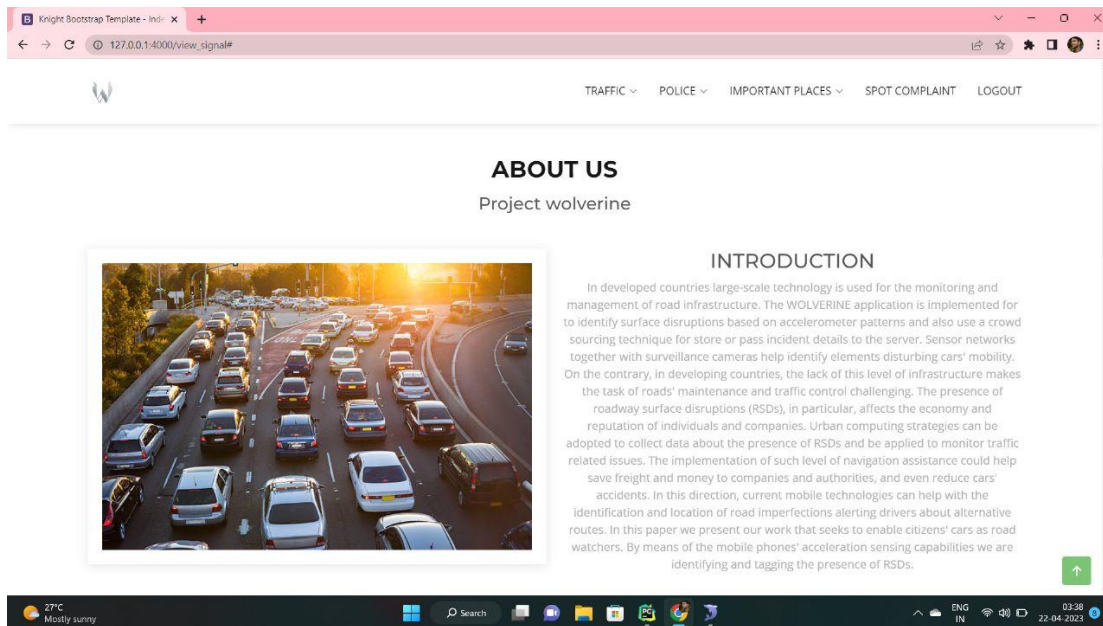 Knight Bootstrap Template - Inde
127.0.0.1:4000/view_signal#
W
TRAFFIC POLICE IMPORTANT PLACES SPOT COMPLAINT LOGOUT
ABOUT US
Project wolverine
INTRODUCTION
In developed countries large-scale technology is used for the monitoring and
management of road infrastructure. The WOLVERINE application is implemented for
to identify surface disruptions based on accelerometer patterns and also use a crowd
sourcing technique for store or pass incident details to the server. Sensor networks
together with surveillance cameras help identify elements disturbing cars' mobility.
On the contrary, in developing countries, the lack of this level of infrastructure makes
the task of roads' maintenance and traffic control challenging. The presence of
roadway surface disruptions (RSDs), in particular, affects the economy and
reputation of individuals and companies. Urban computing strategies can be
adopted to collect data about the presence of RSDs and be applied to monitor traffic
related issues. The implementation of such level of navigation assistance could help
save freight and money to companies and authorities, and even reduce cars'
accidents. In this direction, current mobile technologies can help with the
identification and location of road imperfections alerting drivers about alternative
routes. In this paper we present our work that seeks to enable citizens' cars as road
watchers. By means of the mobile phones' acceleration sensing capabilities we are
identifying and tagging the presence of RSDs.
27°C
Mostly sunny
Search
ENG
IN
03:38
22-04-2023